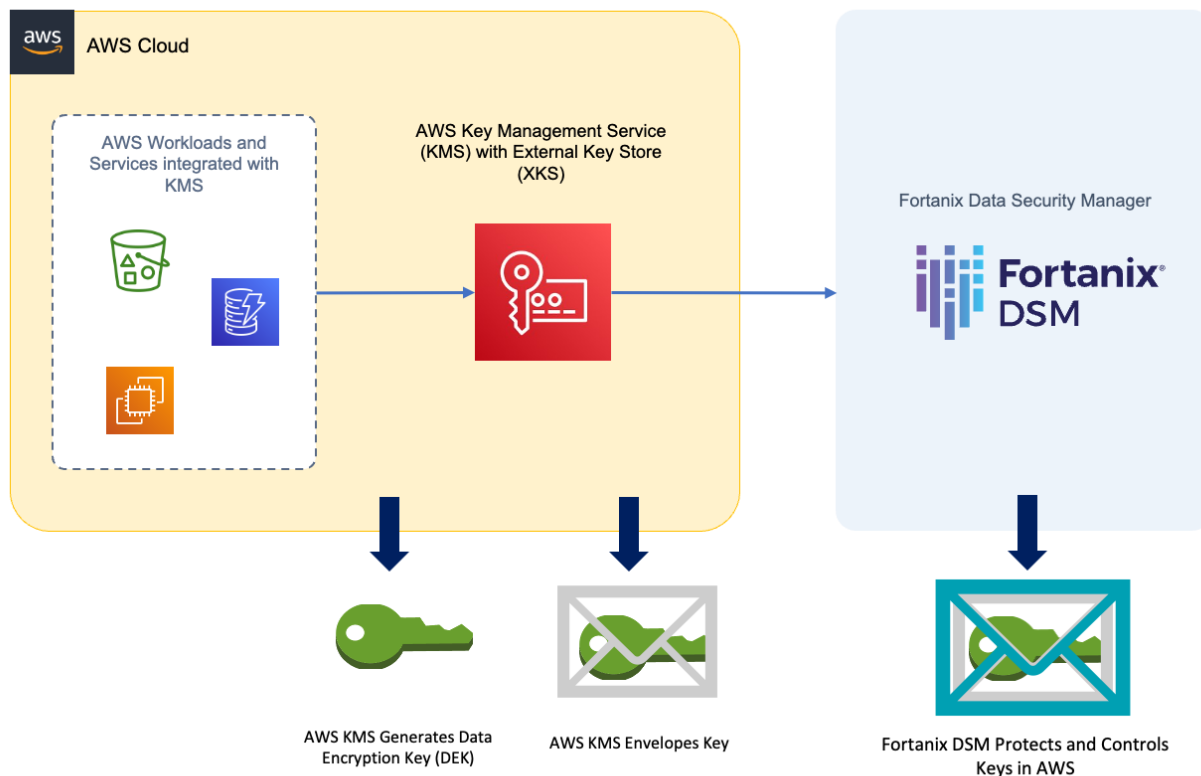 aws
AWS Cloud
AWS Workloads and
Services integrated with
KMS
AWS Key Management Service
(KMS) with External Key Store
(XKS)
Fortanix Data Security Manager
Fortanix®
DSM
AWS KMS Generates Data
Encryption Key (DEK)
AWS KMS Envelopes Key
Fortanix DSM Protects and Controls
Keys in AWS